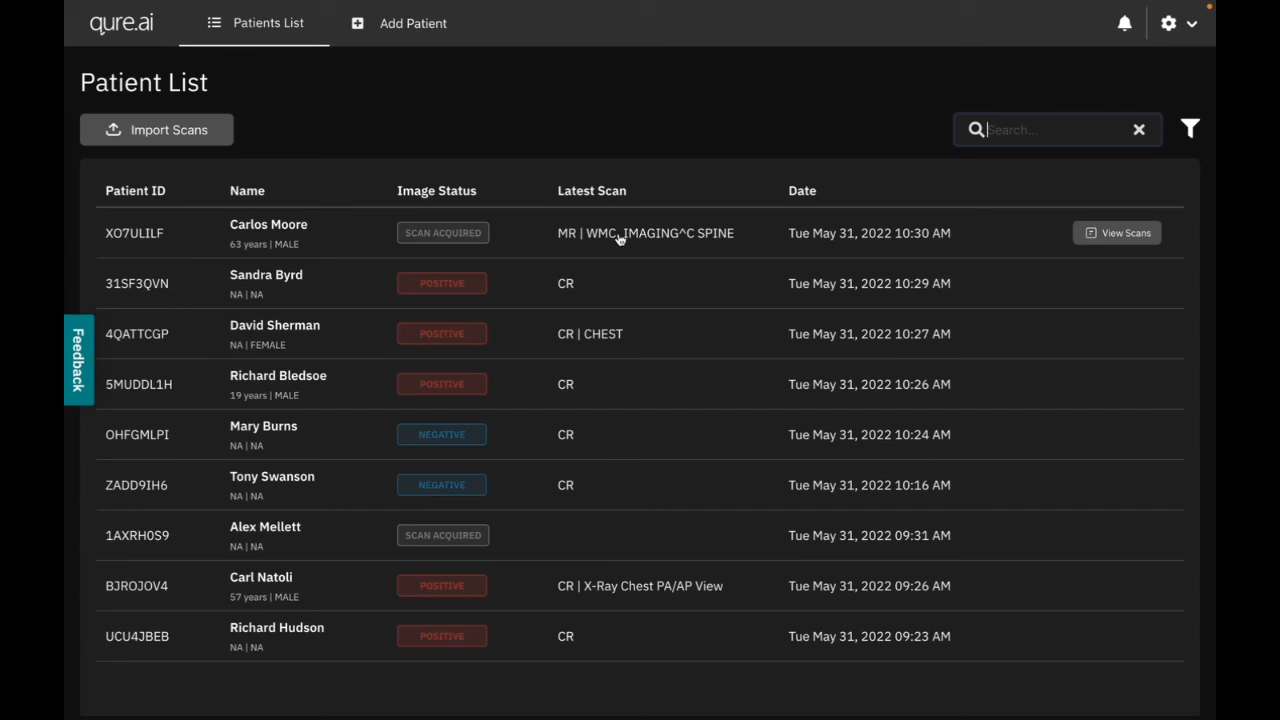 qure.ai
Patients List
Add Patient
Patient List
Import Scans
Search...
Patient ID Name Image Status Latest Scan Date
XO7ULILF Carlos Moore SCAN ACQUIRED MR | WMC IMAGING^C SPINE Tue May 31, 2022 10:30 AM View Scans
63 years | MALE
31SF3QVN Sandra Byrd POSITIVE CR Tue May 31, 2022 10:29 AM
NA | NA
4QATTCGP David Sherman POSITIVE CR | CHEST Tue May 31, 2022 10:27 AM
NA | FEMALE
5MUDDL1H Richard Bledsoe POSITIVE CR Tue May 31, 2022 10:26 AM
19 years | MALE
OHFGMLPI Mary Burns NEGATIVE CR Tue May 31, 2022 10:24 AM
NA | NA
ZADD9IH6 Tony Swanson NEGATIVE CR Tue May 31, 2022 10:16 AM
NA | NA
1AXRH0S9 Alex Mellett SCAN ACQUIRED Tue May 31, 2022 09:31 AM
NA | NA
BJROJOV4 Carl Natoli POSITIVE CR | X-Ray Chest PA/AP View Tue May 31, 2022 09:26 AM
57 years | MALE
UCU4JBEB Richard Hudson POSITIVE CR Tue May 31, 2022 09:23 AM
NA | NA
Feedback